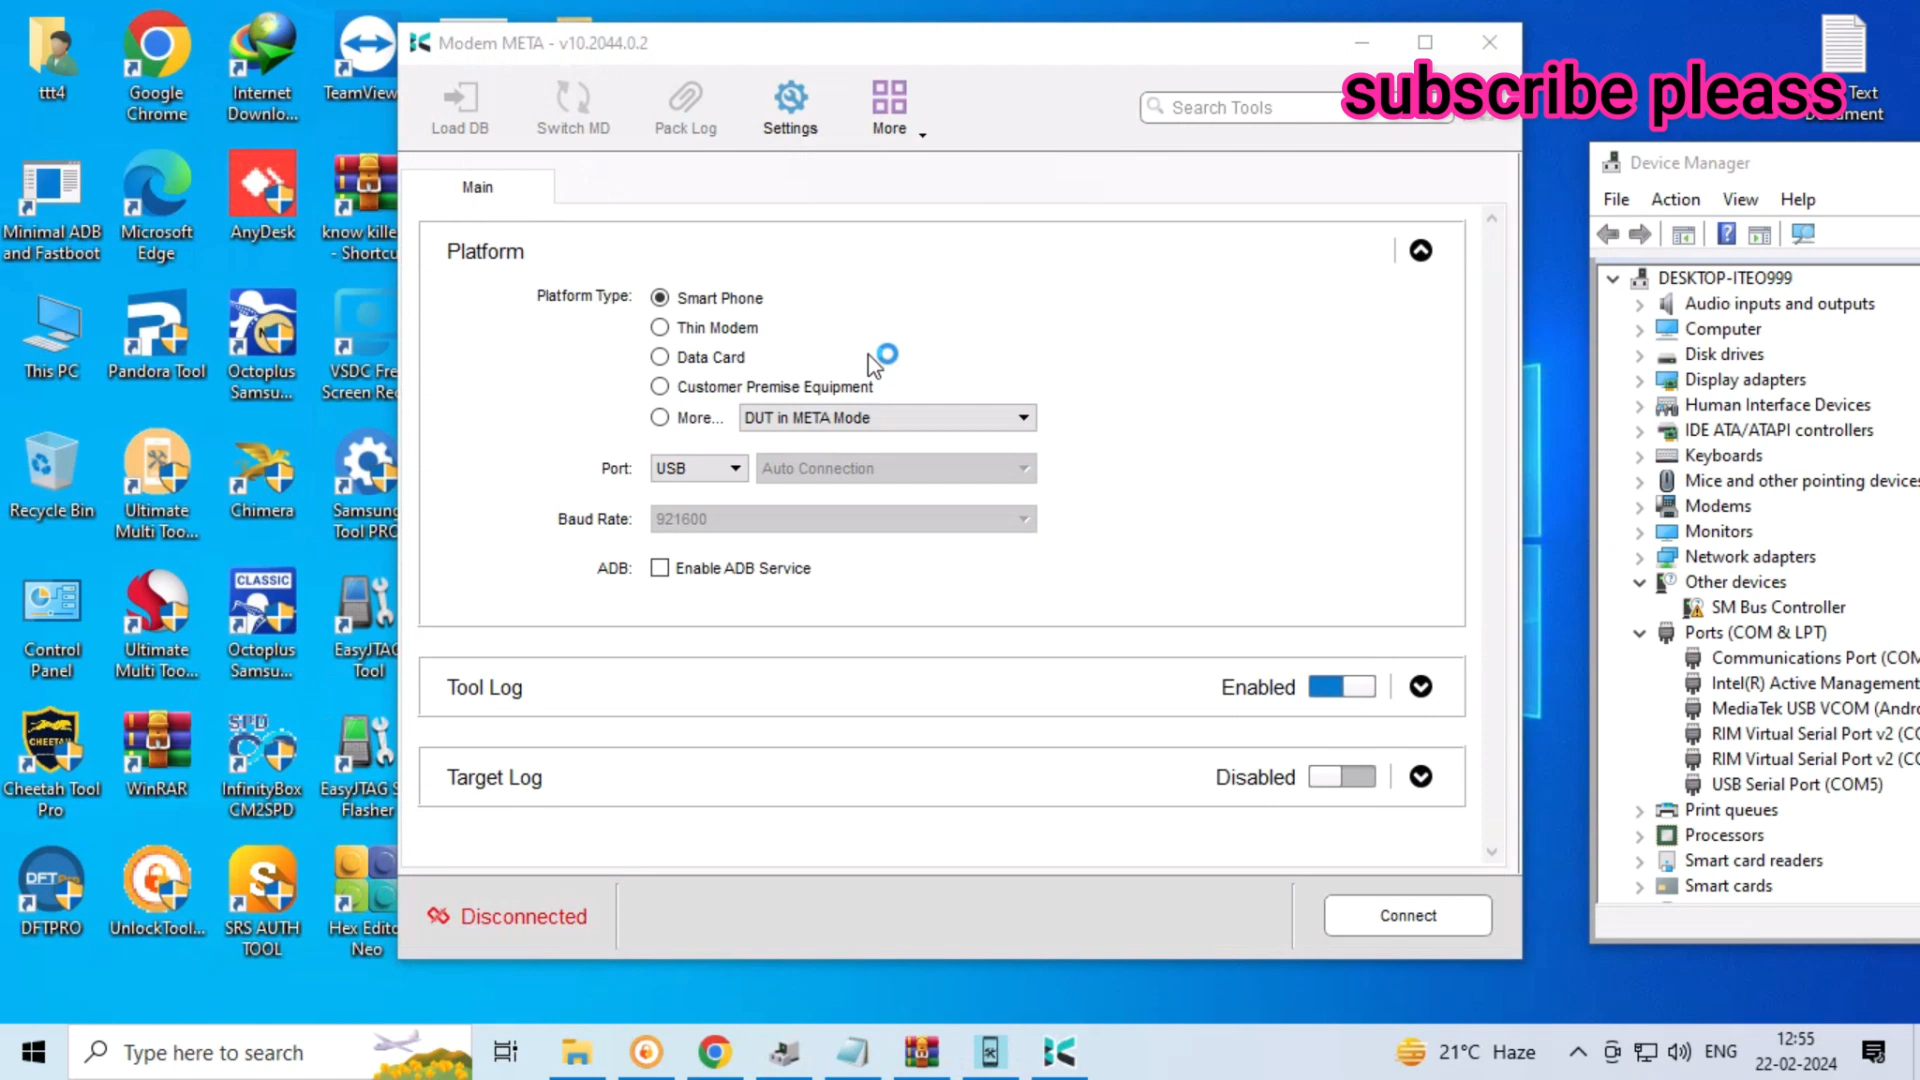 ttt4
Google
Chrome
Internet
Downlo...
TeamView
Minimal ADB
and Fastboot
Microsoft
Edge
AnyDesk
know kille
- Shortcu
This PC
Pandora Tool
Octoplus
Samsu...
VSDC Fre
Screen Rec
Recycle Bin
Ultimate
Multi Too...
Chimera
Samsung
Tool PRO
CLASSIC
Control
Panel
Ultimate
Multi Too...
Octoplus
Samsu...
EasyJTAG
Tool
CHEETAH
SPD
Cheetah Tool
Pro
WinRAR
InfinityBox
CM2SPD
EasyJTAG S
Flasher
DFT
DFTPRO
UnlockTool...
SRS AUTH
TOOL
Hex Edito
Neo
Modem META - v10.2044.0.2
Load DB
Switch MD
Pack Log
Settings
More
Search Tools
subscribe pleass
Text
ument
Main
Platform
Platform Type:
Smart Phone
Thin Modem
Data Card
Customer Premise Equipment
More...
DUT in META Mode
Port:
USB
Auto Connection
Baud Rate:
921600
ADB:
Enable ADB Service
Tool Log
Enabled
Target Log
Disabled
Disconnected
Connect
Device Manager
File Action View Help
DESKTOP-ITEO999
Audio inputs and outputs
Computer
Disk drives
Display adapters
Human Interface Devices
IDE ATA/ATAPI controllers
Keyboards
Mice and other pointing devices
Modems
Monitors
Network adapters
Other devices
SM Bus Controller
Ports (COM & LPT)
Communications Port (COM
Intel(R) Active Management
MediaTek USB VCOM (Andro
RIM Virtual Serial Port v2 (CO
RIM Virtual Serial Port v2 (CO
USB Serial Port (COM5)
Print queues
Processors
Smart card readers
Smart cards
Type here to search
21°C Haze
ENG
12:55
22-02-2024